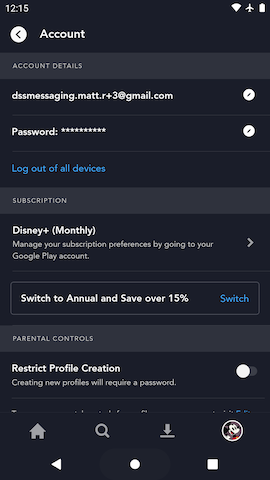 12:15
Account
ACCOUNT DETAILS
dssmessaging.matt.r+3@gmail.com
Password: **********
Log out of all devices
SUBSCRIPTION
Disney+ (Monthly)
Manage your subscription preferences by going to your
Google Play account.
Switch to Annual and Save over 15% Switch
PARENTAL CONTROLS
Restrict Profile Creation
Creating new profiles will require a password.